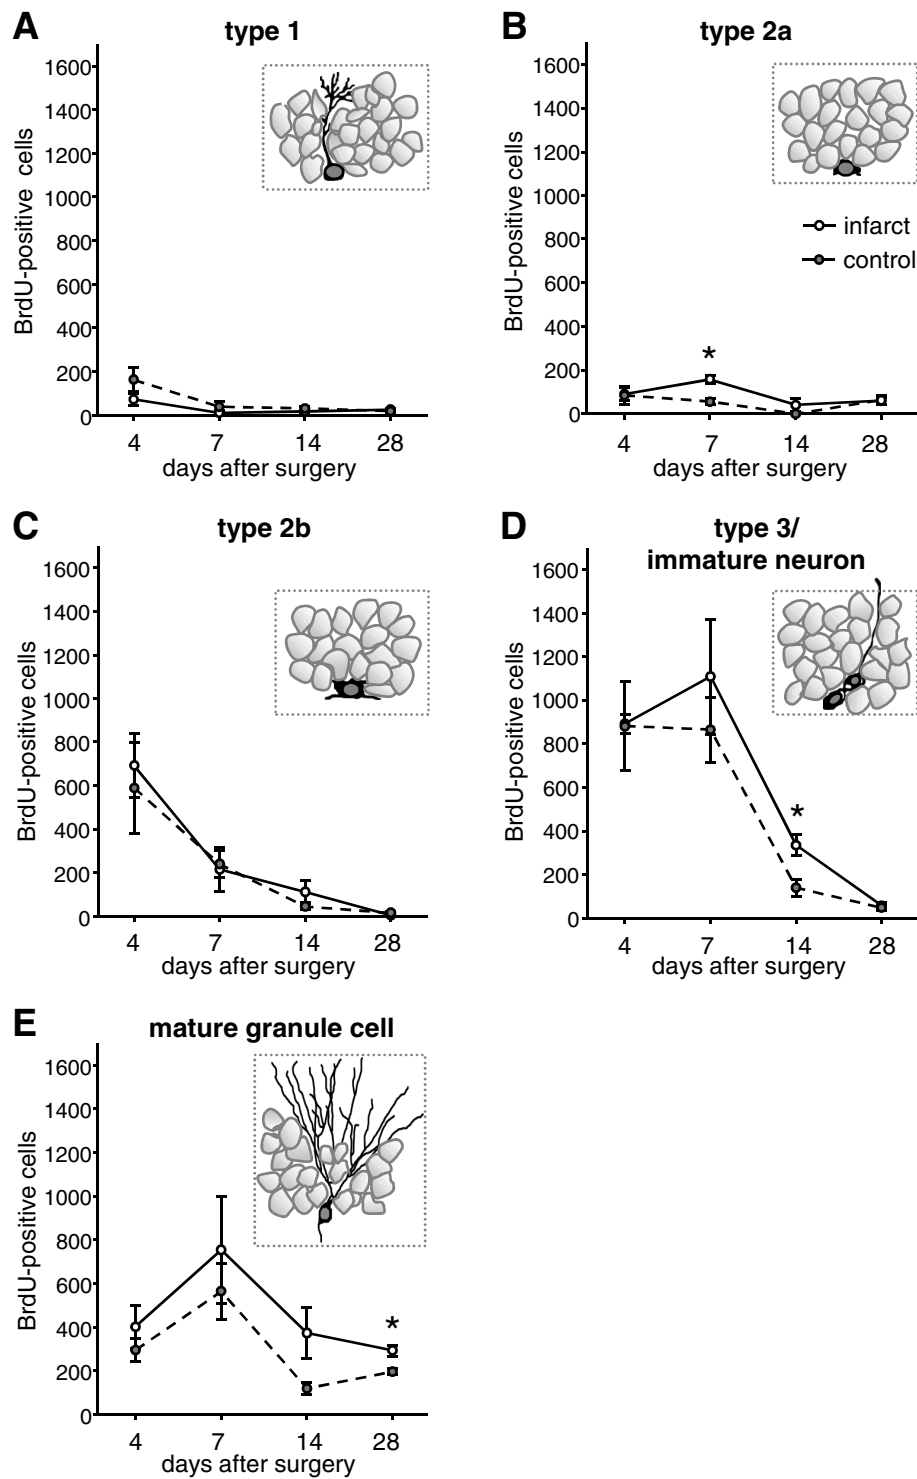 A
type 1
1600
1400
1200
1000
800
600
400
200
0
BrdU-positive cells
4 7 14 28
days after surgery
B
type 2a
1600
1400
1200
1000
800
600
400
200
0
BrdU-positive cells
infarct
control
*
4 7 14 28
days after surgery
C
type 2b
1600
1400
1200
1000
800
600
400
200
0
BrdU-positive cells
4 7 14 28
days after surgery
D
type 3/
immature neuron
1600
1400
1200
1000
800
600
400
200
0
BrdU-positive cells
*
4 7 14 28
days after surgery
E
mature granule cell
1600
1400
1200
1000
800
600
400
200
0
BrdU-positive cells
*
4 7 14 28
days after surgery